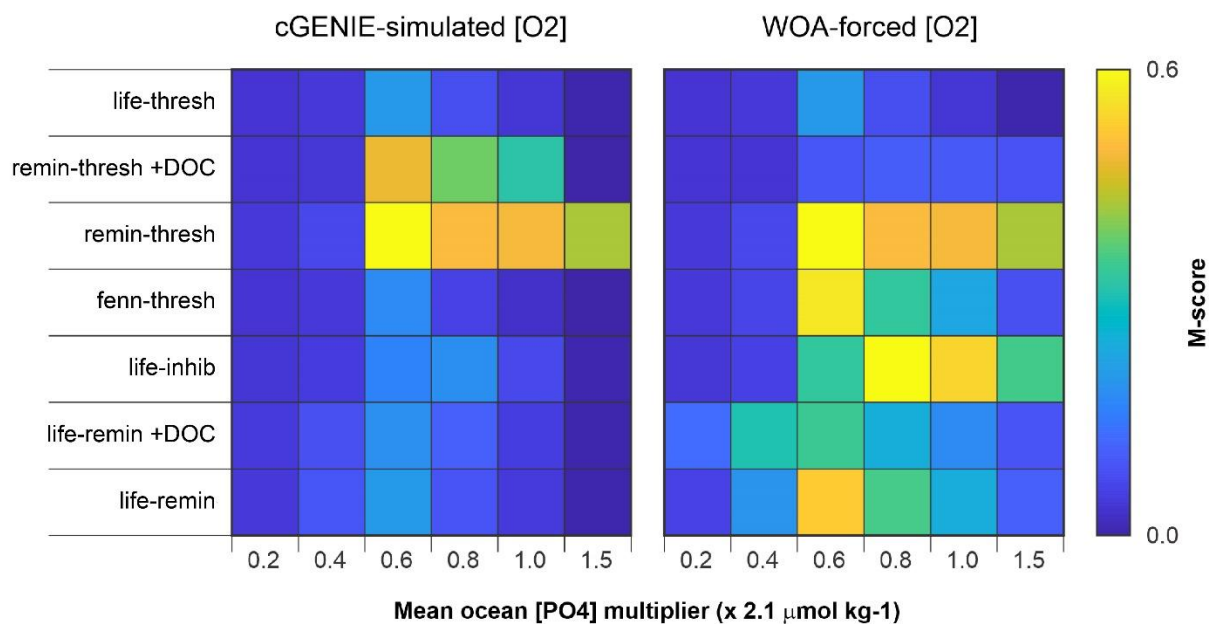 cGENIE-simulated [O2]
WOA-forced [O2]
life-thresh
remin-thresh +DOC
remin-thresh
fenn-thresh
life-inhib
life-remin +DOC
life-remin
0.2 0.4 0.6 0.8 1.0 1.5
0.2 0.4 0.6 0.8 1.0 1.5
Mean ocean [PO4] multiplier (x 2.1 μmol kg-1)
0.6
M-score
0.0